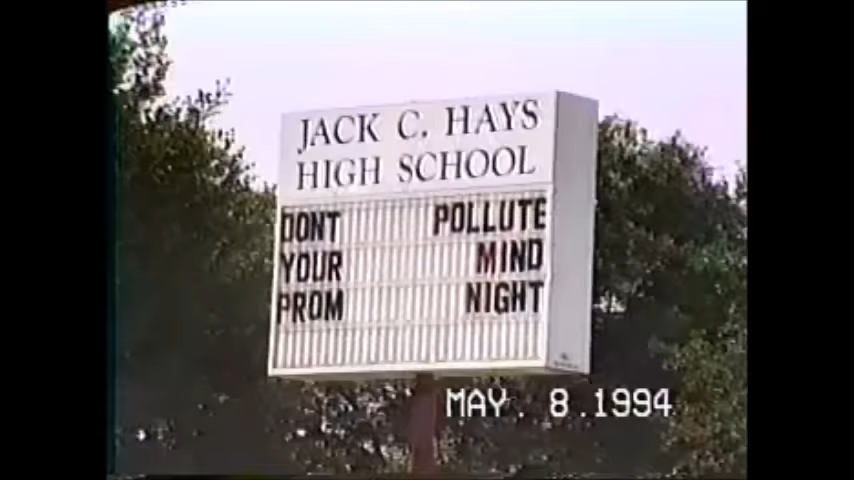 JACK C. HAYS
HIGH SCHOOL
DONT POLLUTE
YOUR MIND
PROM NIGHT
MAY. 8.1994